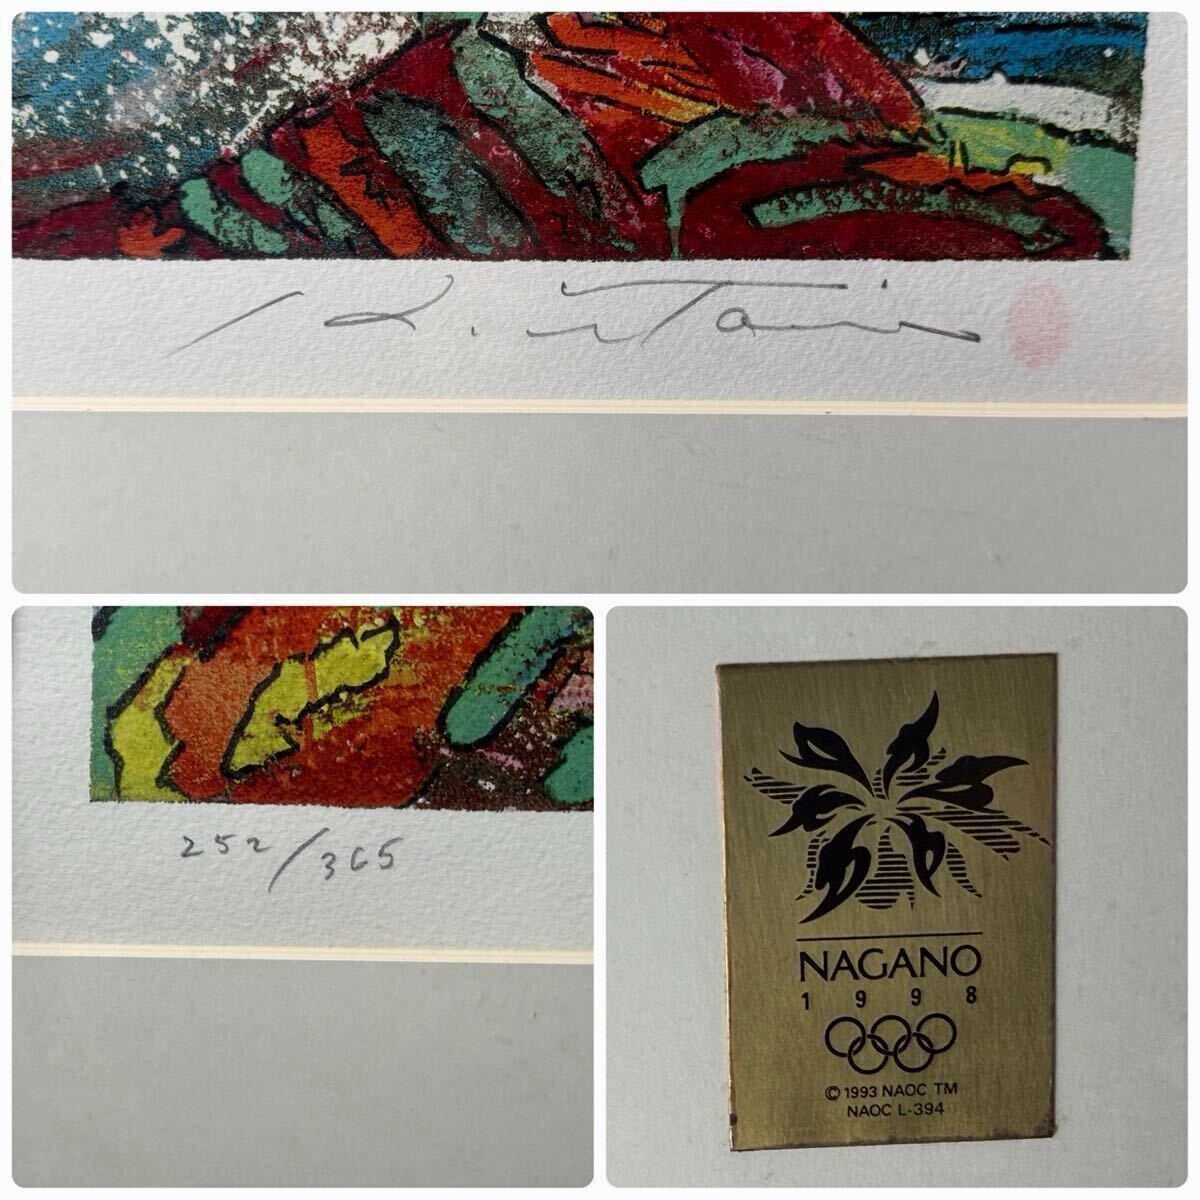 252/365
NAGANO
1998
© 1993 NAOC TM
NAOC L-394